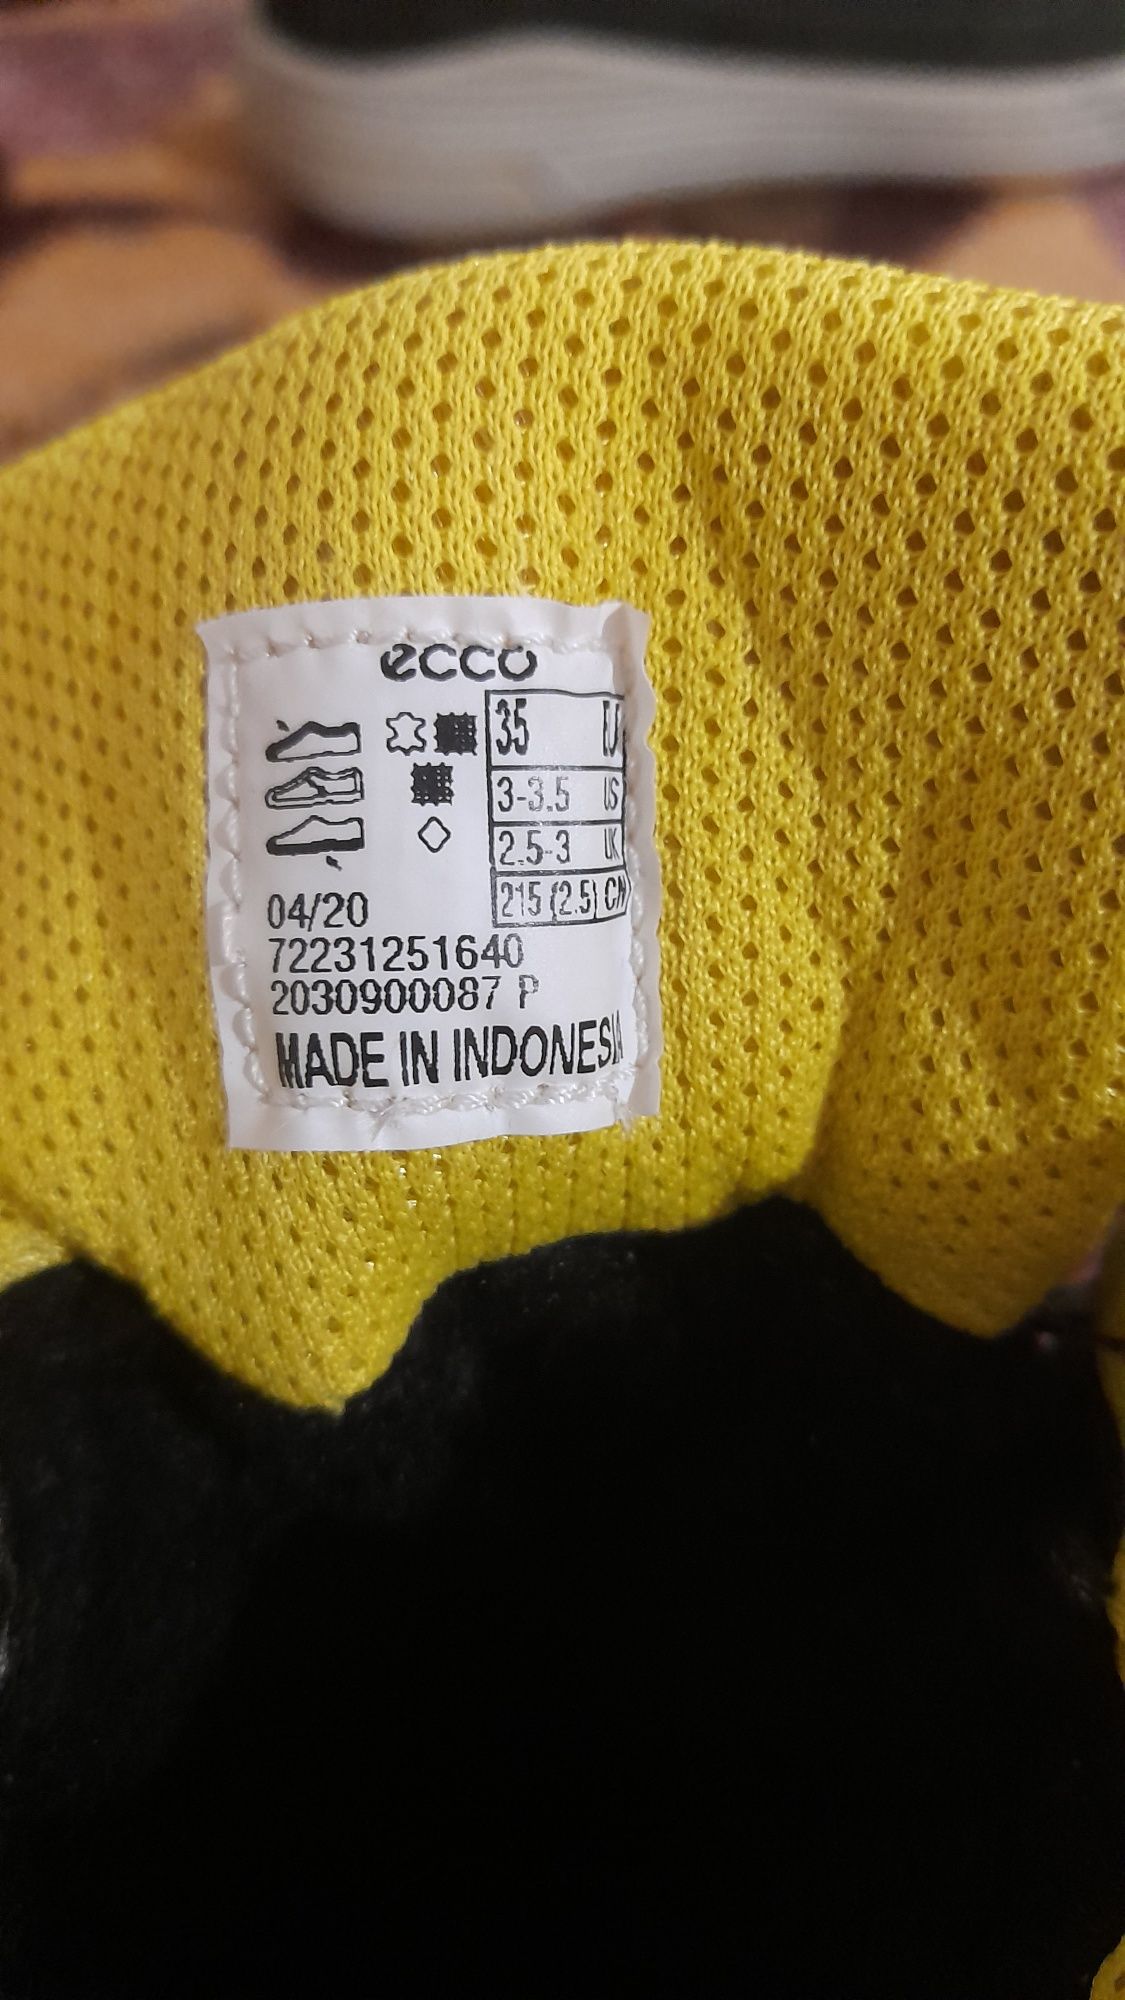 ecco
35 EU
3-3.5 US
2.5-3 UK
215 (2.5) CN
04/20
72231251640
2030900087 P
MADE IN INDONESIA